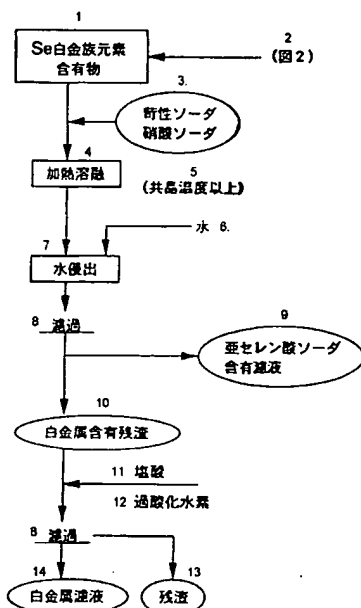 1
Se白金族元素
含有物
2
(図2)
3.
苛性ソーダ
硝酸ソーダ
4
加熱溶融
5
(共晶温度以上)
水 6.
7
水浸出
8 濾過
9
亜セレン酸ソーダ
含有濾液
10
白金属含有残渣
11 塩酸
12 過酸化水素
8 濾過
14
白金属濾液
13
残渣